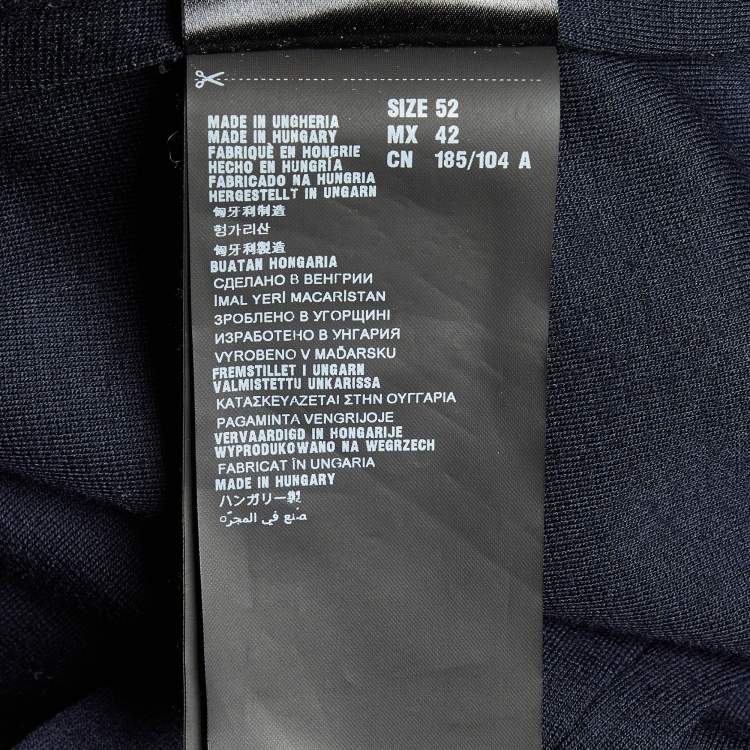 MADE IN UNGHERIA
MADE IN HUNGARY
FABRIQUÈ EN HONGRIE
HECHO EN HUNGRÍA
FABRICADO NA HUNGRIA
HERGESTELLT IN UNGARN
匈牙利制造
헝가리산
匈牙利製造
BUATAN HONGARIA
СДЕЛАНО В ВЕНГРИИ
İMAL YERİ MACARİSTAN
ЗРОБЛЕНО В УГОРЩИНІ
ИЗРАБОТЕНО В УНГАРИЯ
VYROBENO V MAĎARSKU
FREMSTILLET I UNGARN
VALMISTETTU UNKARISSA
ΚΑΤΑΣΚΕΥΑΖΕΤΑΙ ΣΤΗΝ ΟΥΓΓΑΡΙΑ
PAGAMINTA VENGRIJOJE
VERVAARDIGD IN HONGARIJE
WYPRODUKOWANO NA WEGRZECH
FABRICAT ÎN UNGARIA
MADE IN HUNGARY
ハンガリー製
صُنع في المجرّه
SIZE 52
MX 42
CN 185/104 A